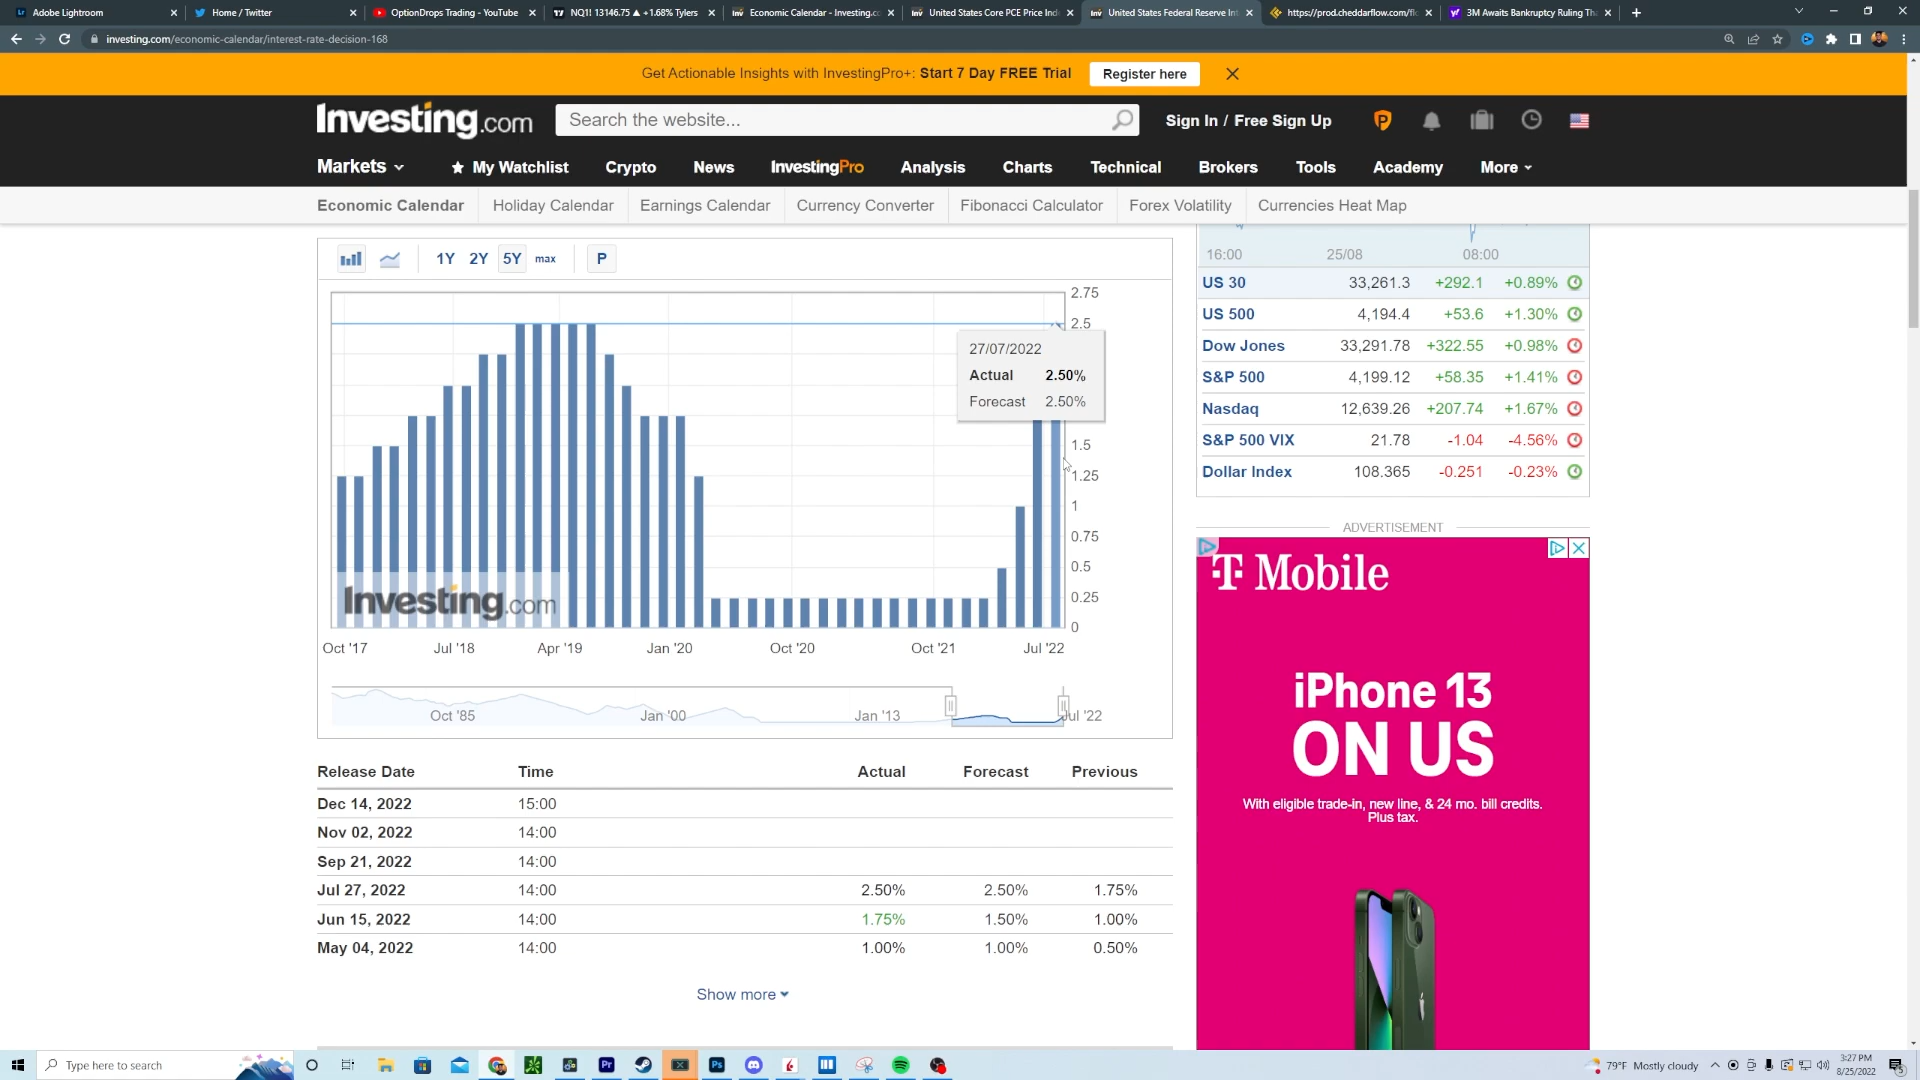 Adobe Lightroom
Home / Twitter
OptionDrops Trading - YouTube
NQ1! 13146.75 ▲ +1.68% Tylers
Economic Calendar - Investing.cc
United States Core PCE Price Ind
United States Federal Reserve Int
https://prod.cheddarflow.com/flo
3M Awaits Bankruptcy Ruling Tha
investing.com/economic-calendar/interest-rate-decision-168
Get Actionable Insights with InvestingPro+: Start 7 Day FREE Trial
Register here
Investing.com
Search the website...
Sign In / Free Sign Up
Markets
My Watchlist
Crypto
News
InvestingPro
Analysis
Charts
Technical
Brokers
Tools
Academy
More
Economic Calendar
Holiday Calendar
Earnings Calendar
Currency Converter
Fibonacci Calculator
Forex Volatility
Currencies Heat Map
1Y 2Y 5Y max P
2.75
2.5
27/07/2022
Actual 2.50%
Forecast 2.50%
1.5
1.25
1
0.75
0.5
0.25
0
Investing.com
Oct '17 Jul '18 Apr '19 Jan '20 Oct '20 Oct '21 Jul '22
Oct '85 Jan '00 Jan '13 Jul '22
Release Date Time Actual Forecast Previous
Dec 14, 2022 15:00
Nov 02, 2022 14:00
Sep 21, 2022 14:00
Jul 27, 2022 14:00 2.50% 2.50% 1.75%
Jun 15, 2022 14:00 1.75% 1.50% 1.00%
May 04, 2022 14:00 1.00% 1.00% 0.50%
Show more
16:00 25/08 08:00
US 30 33,261.3 +292.1 +0.89%
US 500 4,194.4 +53.6 +1.30%
Dow Jones 33,291.78 +322.55 +0.98%
S&P 500 4,199.12 +58.35 +1.41%
Nasdaq 12,639.26 +207.74 +1.67%
S&P 500 VIX 21.78 -1.04 -4.56%
Dollar Index 108.365 -0.251 -0.23%
ADVERTISEMENT
T Mobile
iPhone 13
ON US
With eligible trade-in, new line, & 24 mo. bill credits.
Plus tax.
Type here to search
79°F Mostly cloudy
3:27 PM
8/25/2022